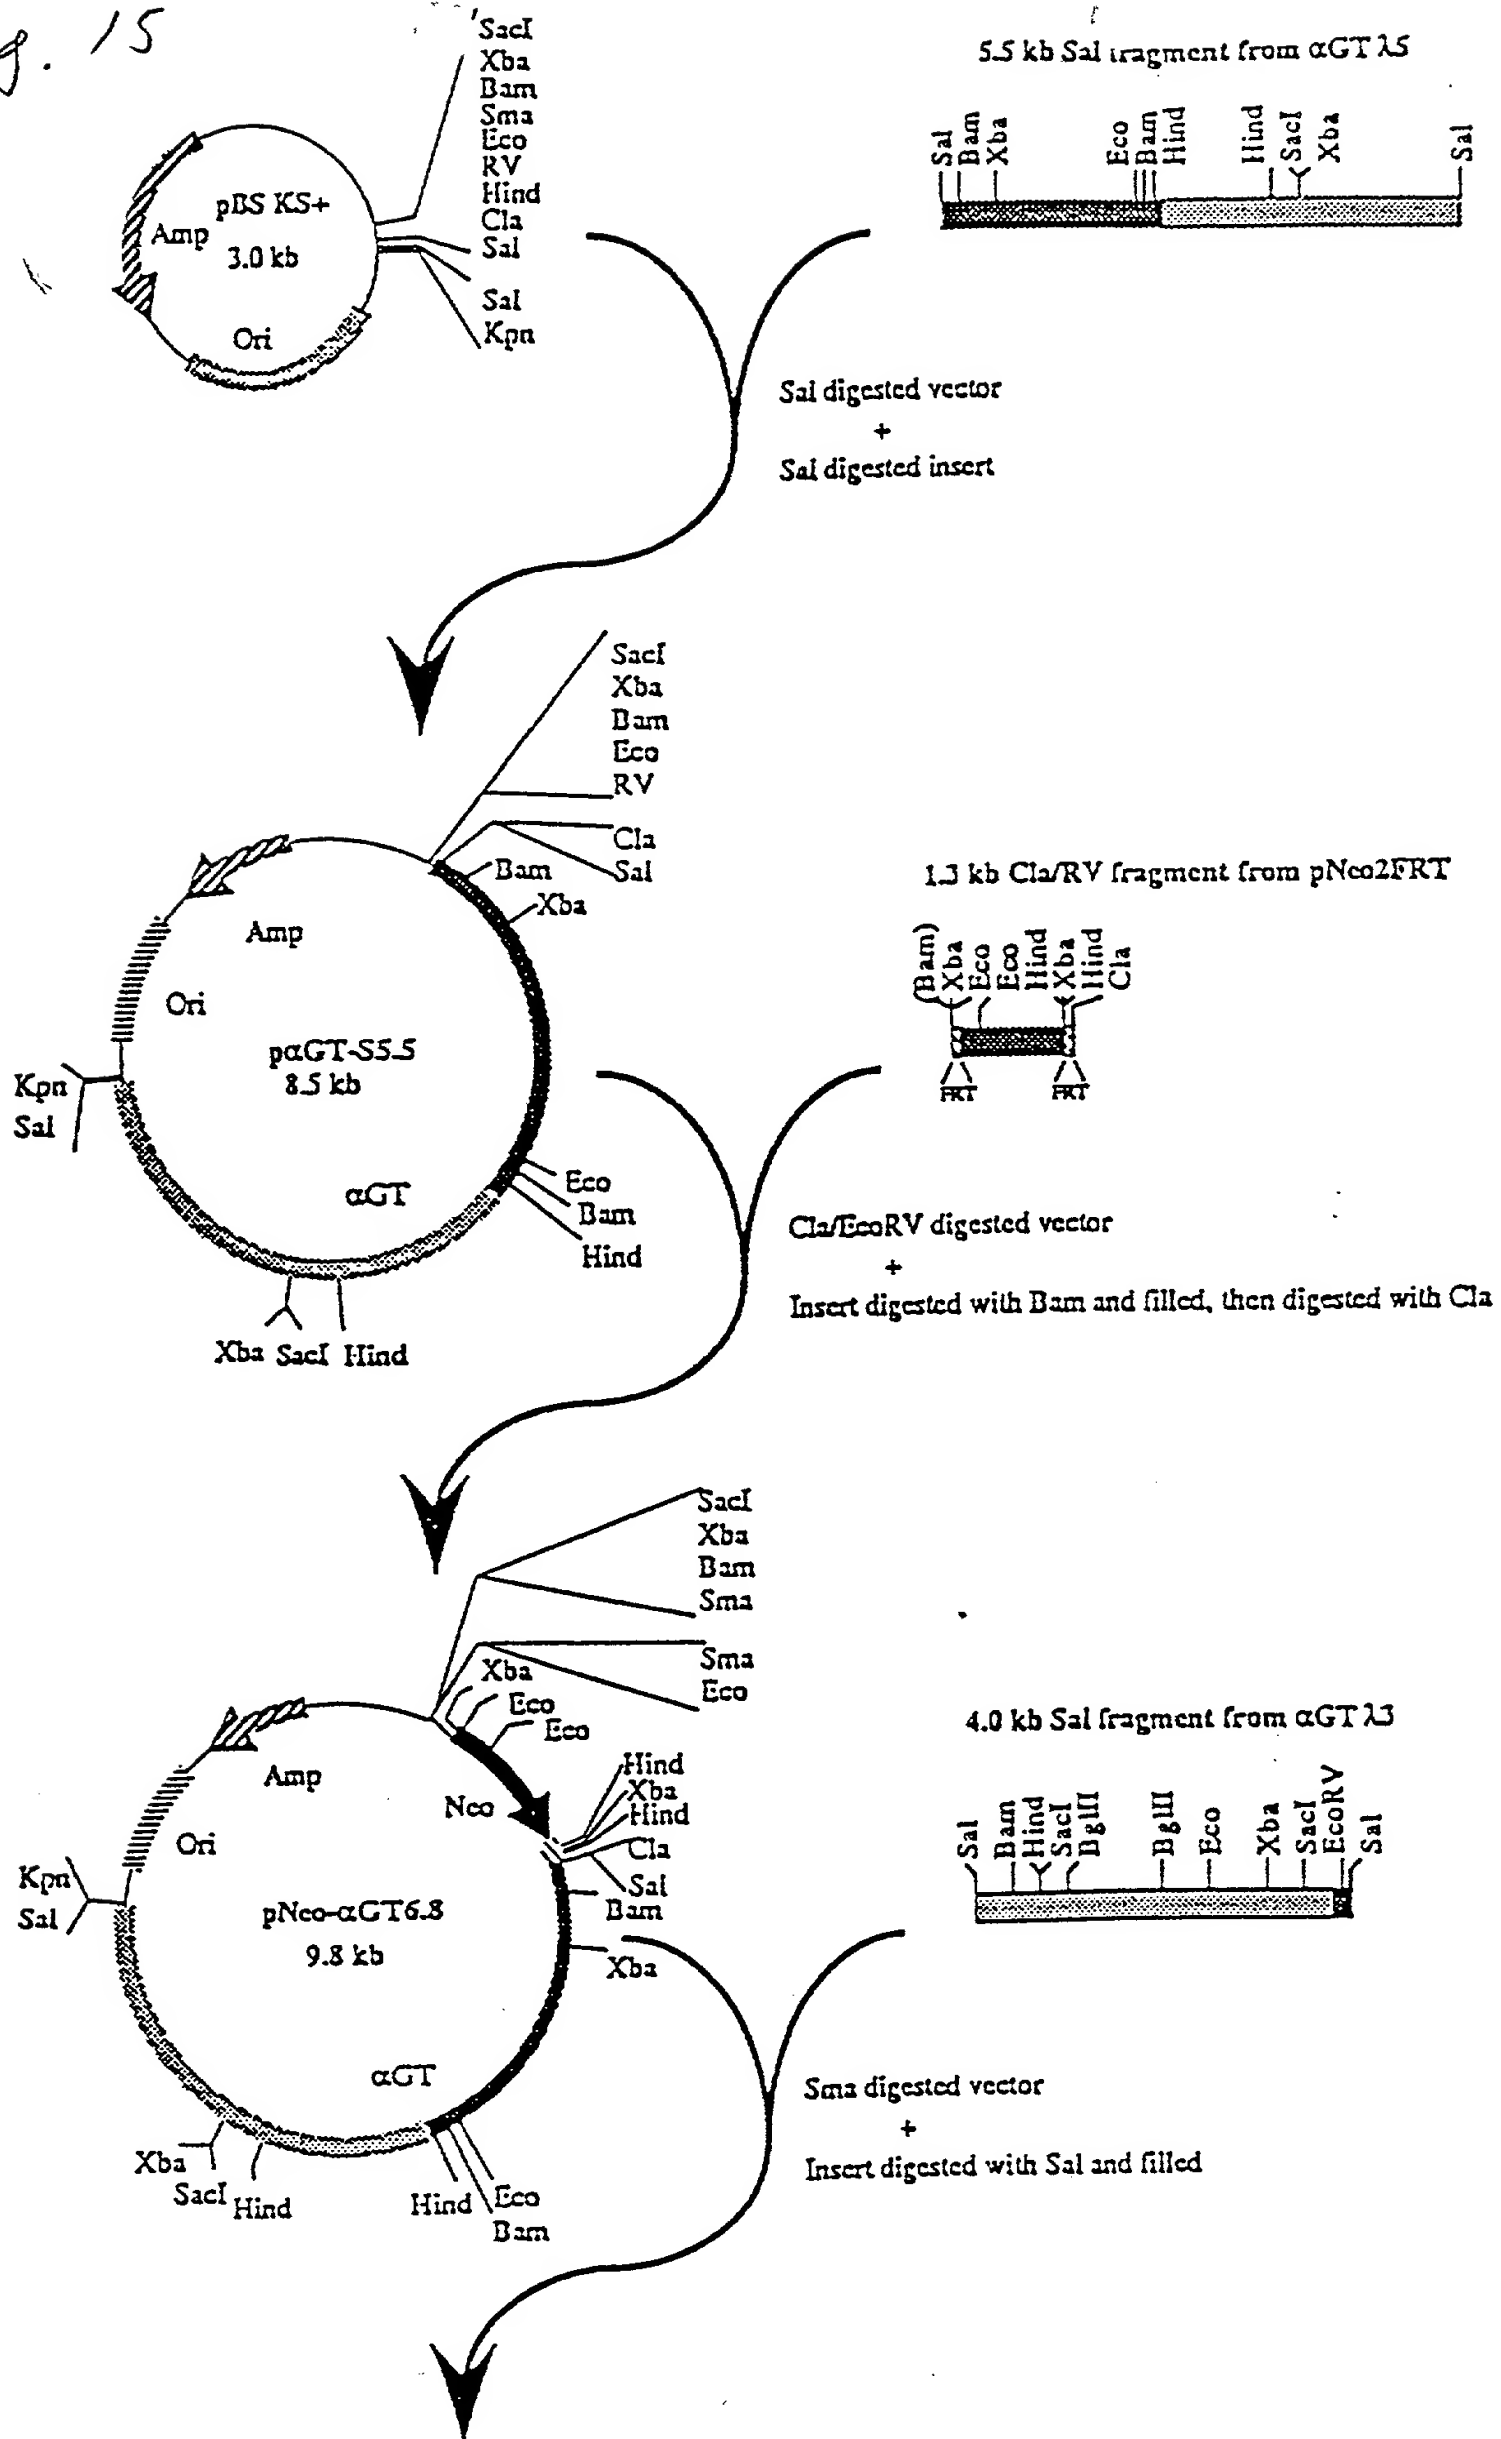 g. 15
SacI
Xba
Bam
Sma
Eco
RV
Hind
Cla
Sal
Sal
Kpn
pBS KS+
3.0 kb
Amp
Ori
5.5 kb Sal fragment from αGT λ5
Sal
Bam
Xba
Eco
Bam
Hind
Hind
SacI
Xba
Sal
Sal digested vector
+
Sal digested insert
SacI
Xba
Bam
Eco
RV
Cla
Sal
Bam
Xba
Amp
Ori
pαGT-S5.5
8.5 kb
Kpn
Sal
αGT
Eco
Bam
Hind
Xba SacI Hind
1.3 kb Cla/RV fragment from pNeo2FRT
(Bam)
Xba
Eco
Eco
Hind
Xba
Hind
Cla
FRT
FRT
Cla/EcoRV digested vector
+
Insert digested with Bam and filled, then digested with Cla
SacI
Xba
Bam
Sma
Sma
Eco
Xba
Eco
Eco
Hind
Xba
Hind
Cla
Sal
Bam
Xba
Amp
Neo
Ori
Kpn
Sal
pNeo-αGT6.8
9.8 kb
αGT
Xba
SacI
Hind
Hind
Eco
Bam
4.0 kb Sal fragment from αGT λ3
Sal
Bam
Hind
SacI
BglII
BglII
Eco
Xba
SacI
EcoRV
Sal
Sma digested vector
+
Insert digested with Sal and filled